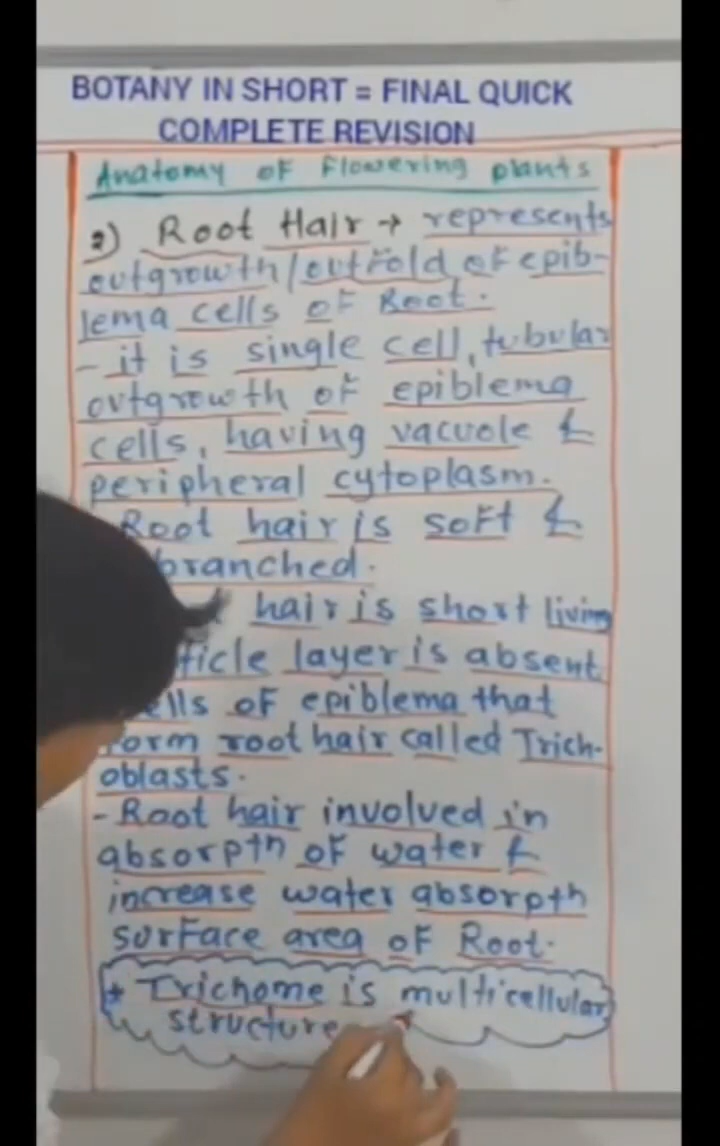 BOTANY IN SHORT = FINAL QUICK
COMPLETE REVISION
Anatomy of Flowering plants
2) Root Hair → represents
outgrowth/outfold of epib-
lema cells of Root.
- it is single cell, tubular
outgrowth of epiblema
cells, having vacuole &
peripheral cytoplasm.
Root hair is soft &
branched.
hair is short living
ticle layer is absent
ells of epiblema that
form root hair called Trich-
oblasts.
- Root hair involved in
absorptn of water &
increase water absorptn
surface area of Root.
* Trichome is multicellular
structure